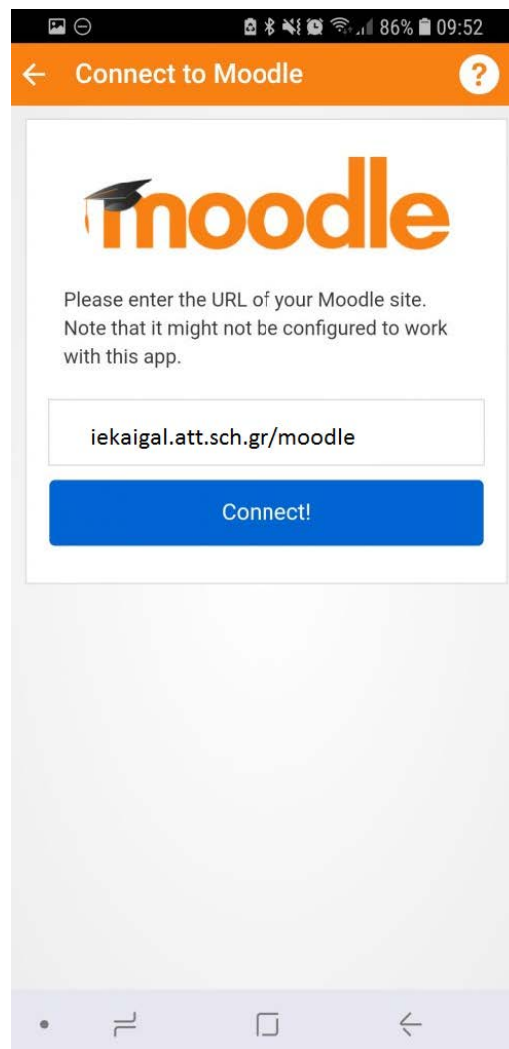 86% 09:52
Connect to Moodle ?
moodle
Please enter the URL of your Moodle site.
Note that it might not be configured to work
with this app.
iekaigal.att.sch.gr/moodle
Connect!